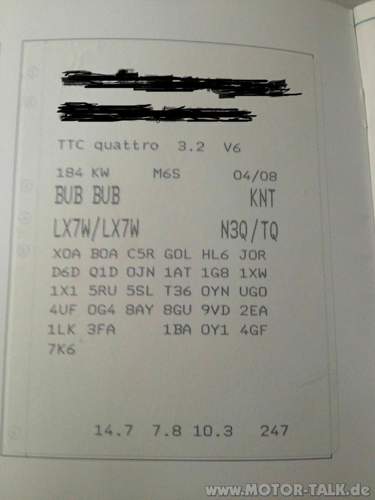 TTC quattro 3.2 V6
184 KW M6S 04/08
BUB BUB KNT
LX7W/LX7W N3Q/TQ
X0A B0A C5R G0L HL6 J0R
D6D Q1D 0JN 1AT 1G8 1XW
1X1 5RU 5SL T36 0YN UG0
4UF 0G4 8AY 8GU 9VD 2EA
1LK 3FA 1BA 0Y1 4GF
7K6
14.7 7.8 10.3 247
www.MOTOR-TALK.de